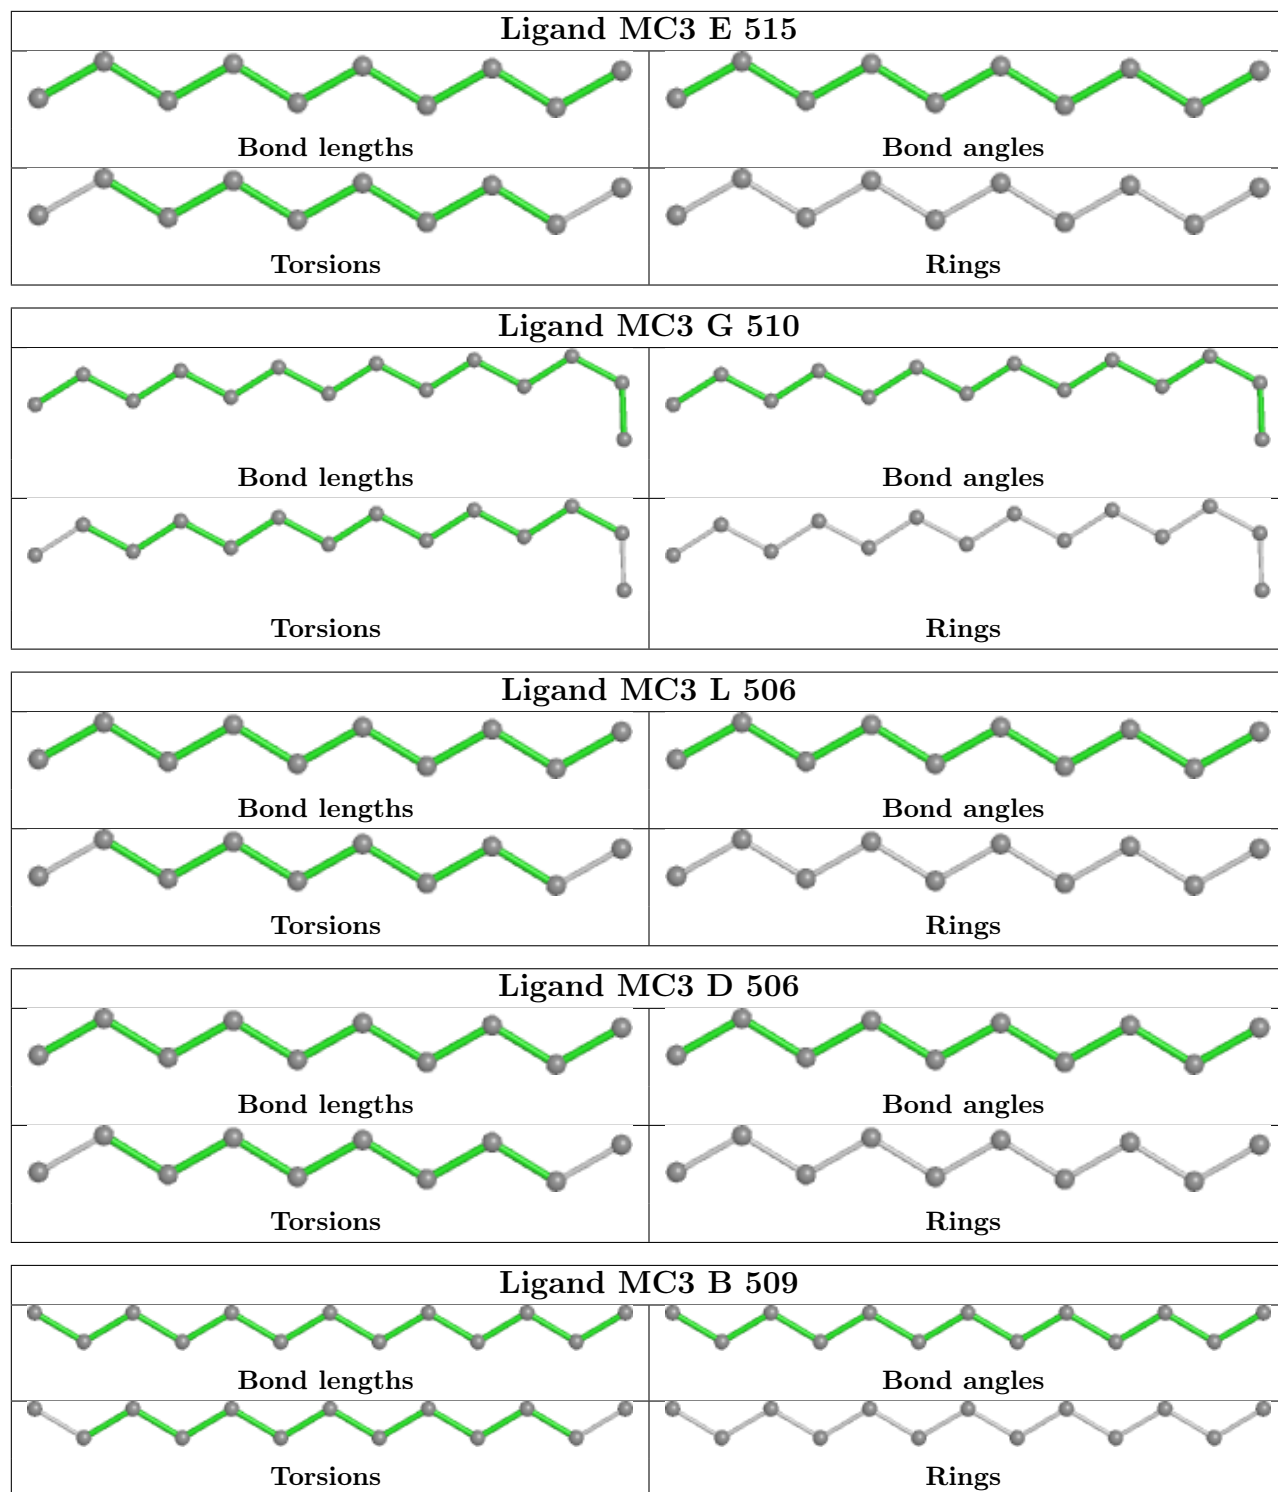 Ligand MC3 E 515
Bond lengths
Bond angles
Torsions
Rings
Ligand MC3 G 510
Bond lengths
Bond angles
Torsions
Rings
Ligand MC3 L 506
Bond lengths
Bond angles
Torsions
Rings
Ligand MC3 D 506
Bond lengths
Bond angles
Torsions
Rings
Ligand MC3 B 509
Bond lengths
Bond angles
Torsions
Rings